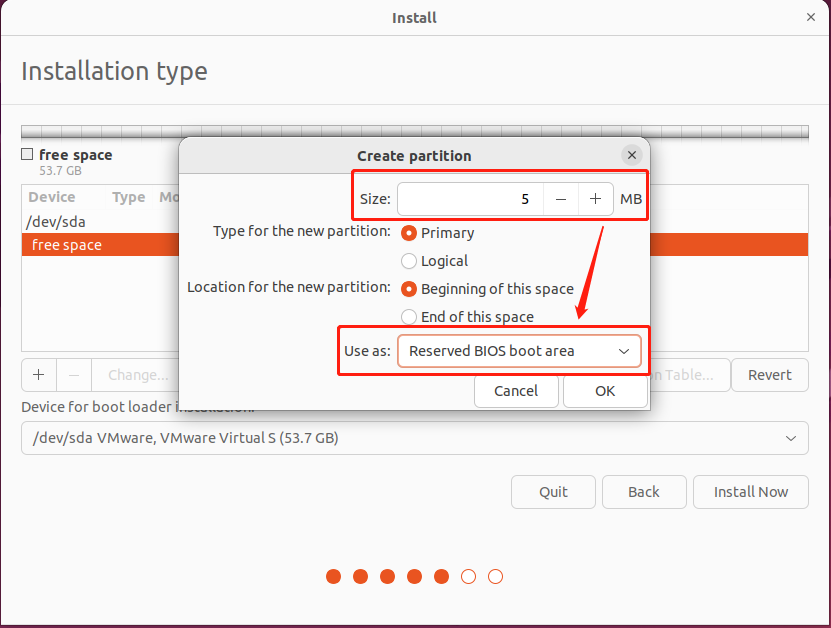 Install
Installation type
free space
53.7 GB
Device Type Mo
/dev/sda
free space
Create partition
Size: 5 MB
Type for the new partition: Primary
Logical
Location for the new partition: Beginning of this space
End of this space
Use as: Reserved BIOS boot area
Cancel OK
+ – Change... n Table... Revert
Device for boot loader installation:
/dev/sda VMware, VMware Virtual S (53.7 GB)
Quit Back Install Now